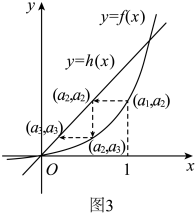 y
y=f(x)
y=h(x)
(a₂,a₂)
(a₁,a₂)
(a₃,a₃)
(a₂,a₃)
O
1
x
图3